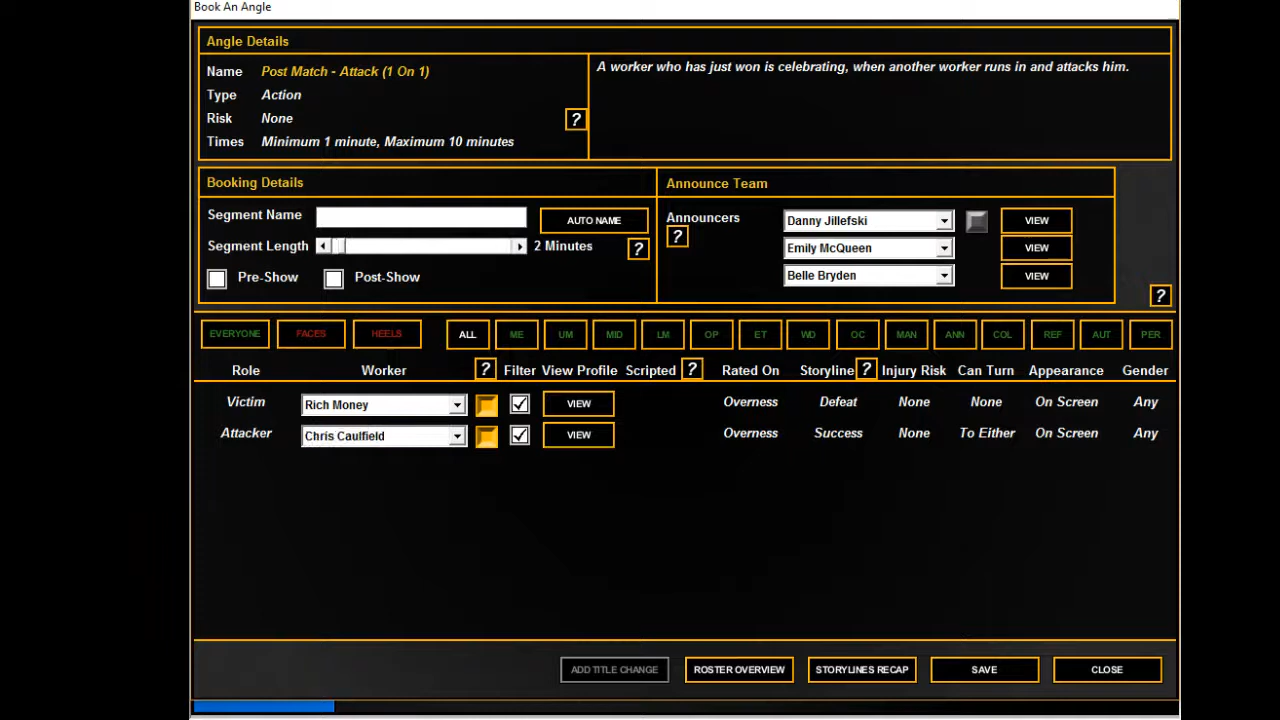 Book An Angle
Angle Details
Name Post Match - Attack (1 On 1)
A worker who has just won is celebrating, when another worker runs in and attacks him.
Type Action
Risk None
?
Times Minimum 1 minute, Maximum 10 minutes
Booking Details
Announce Team
Segment Name AUTO NAME
Announcers Danny Jillefski VIEW
?
Segment Length 2 Minutes ?
Emily McQueen VIEW
Pre-Show Post-Show
Belle Bryden VIEW
?
EVERYONE FACES HEELS ALL ME UM MID LM OP ET WD OC MAN ANN COL REF AUT PER
Role Worker ? Filter View Profile Scripted ? Rated On Storyline ? Injury Risk Can Turn Appearance Gender
Victim Rich Money VIEW Overness Defeat None None On Screen Any
Attacker Chris Caulfield VIEW Overness Success None To Either On Screen Any
ADD TITLE CHANGE ROSTER OVERVIEW STORYLINES RECAP SAVE CLOSE